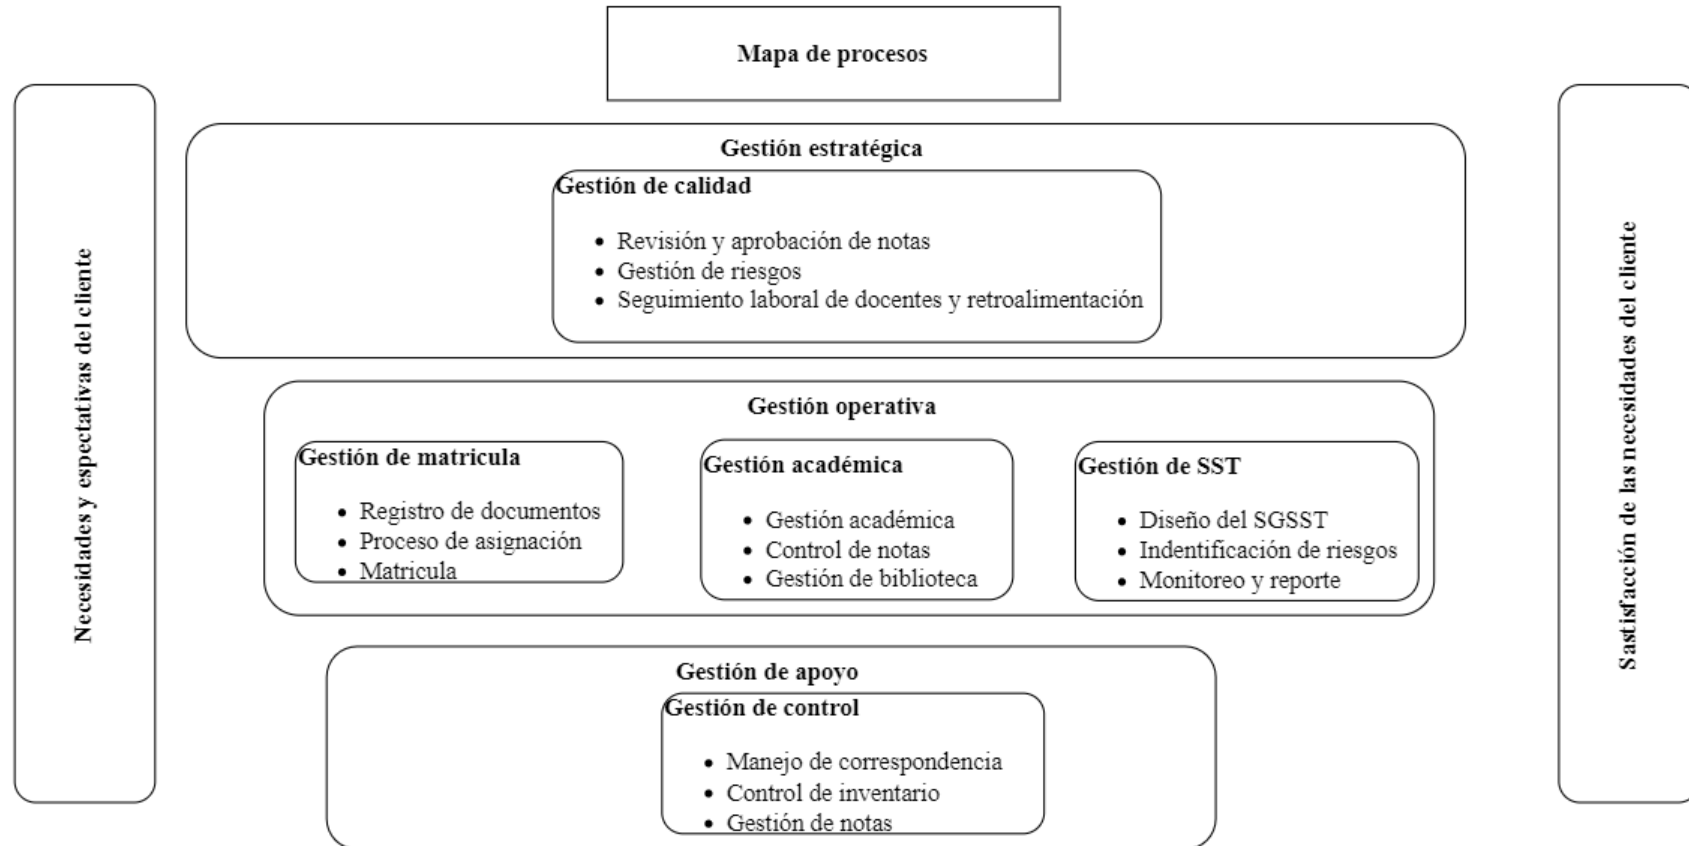 Mapa de procesos
Necesidades y espectativas del cliente
Gestión estratégica
Gestión de calidad
• Revisión y aprobación de notas
• Gestión de riesgos
• Seguimiento laboral de docentes y retroalimentación
Gestión operativa
Gestión de matricula
• Registro de documentos
• Proceso de asignación
• Matricula
Gestión académica
• Gestión académica
• Control de notas
• Gestión de biblioteca
Gestión de SST
• Diseño del SGSST
• Indentificación de riesgos
• Monitoreo y reporte
Gestión de apoyo
Gestión de control
• Manejo de correspondencia
• Control de inventario
• Gestión de notas
Sastisfacción de las necesidades del cliente